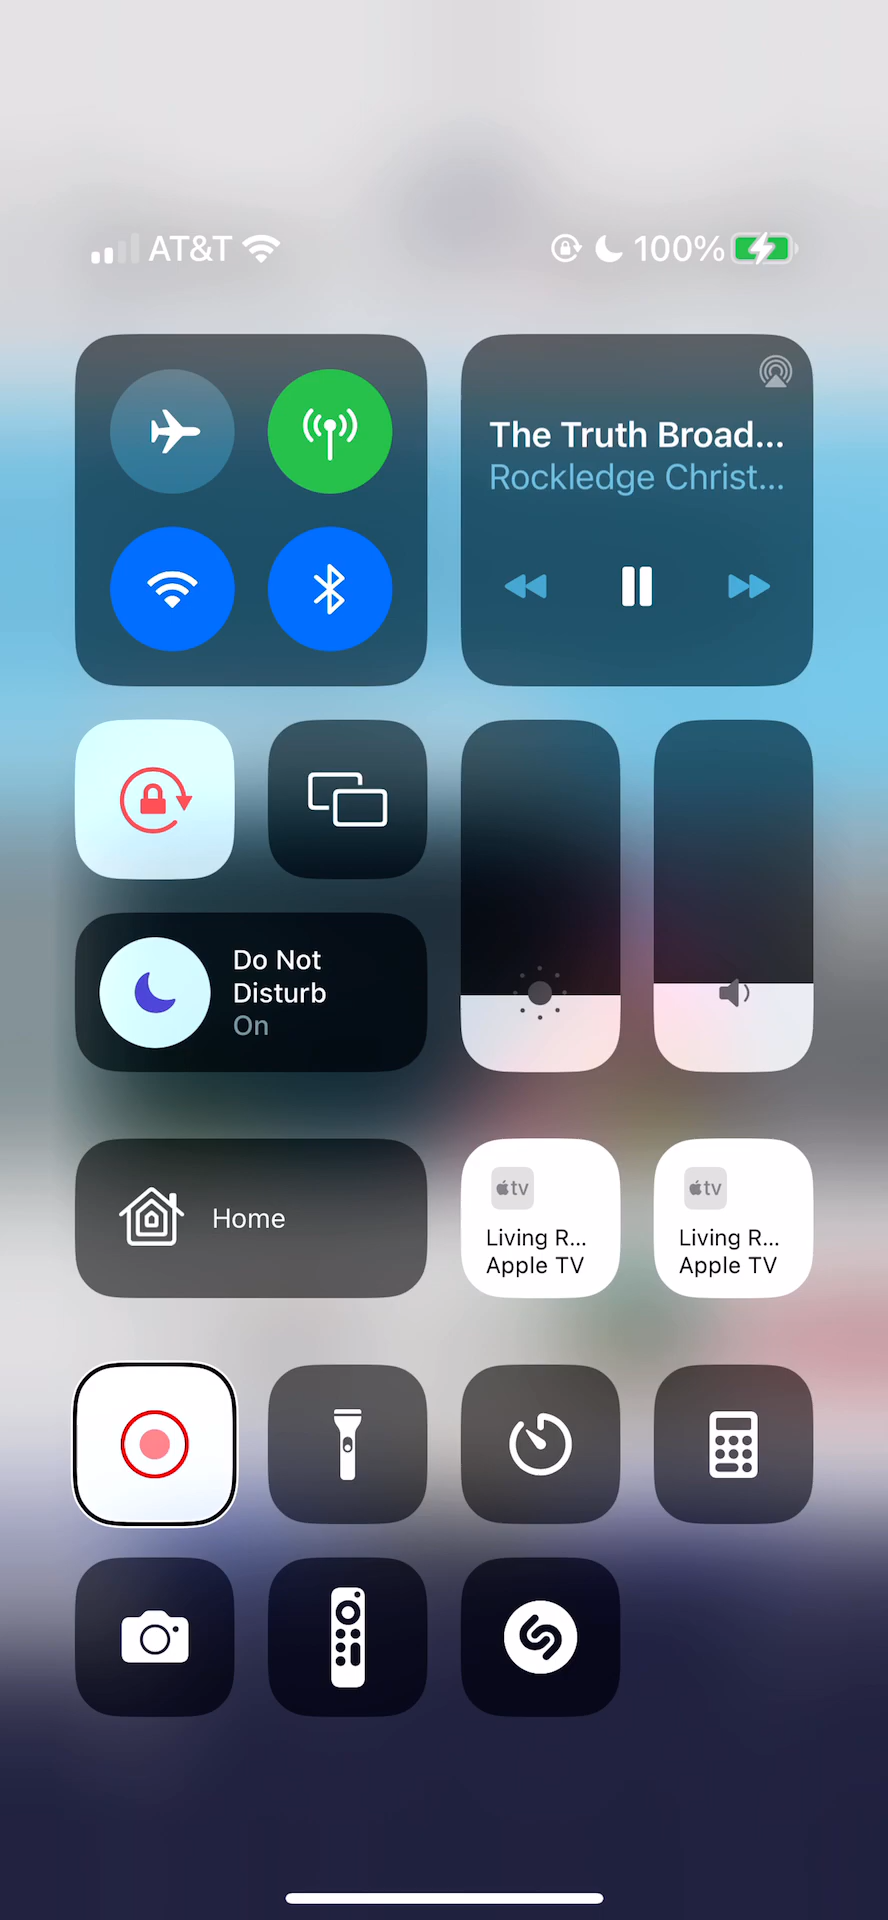 AT&T 100%
The Truth Broad...
Rockledge Christ...
Do Not
Disturb
On
Home
tv
Living R...
Apple TV
tv
Living R...
Apple TV